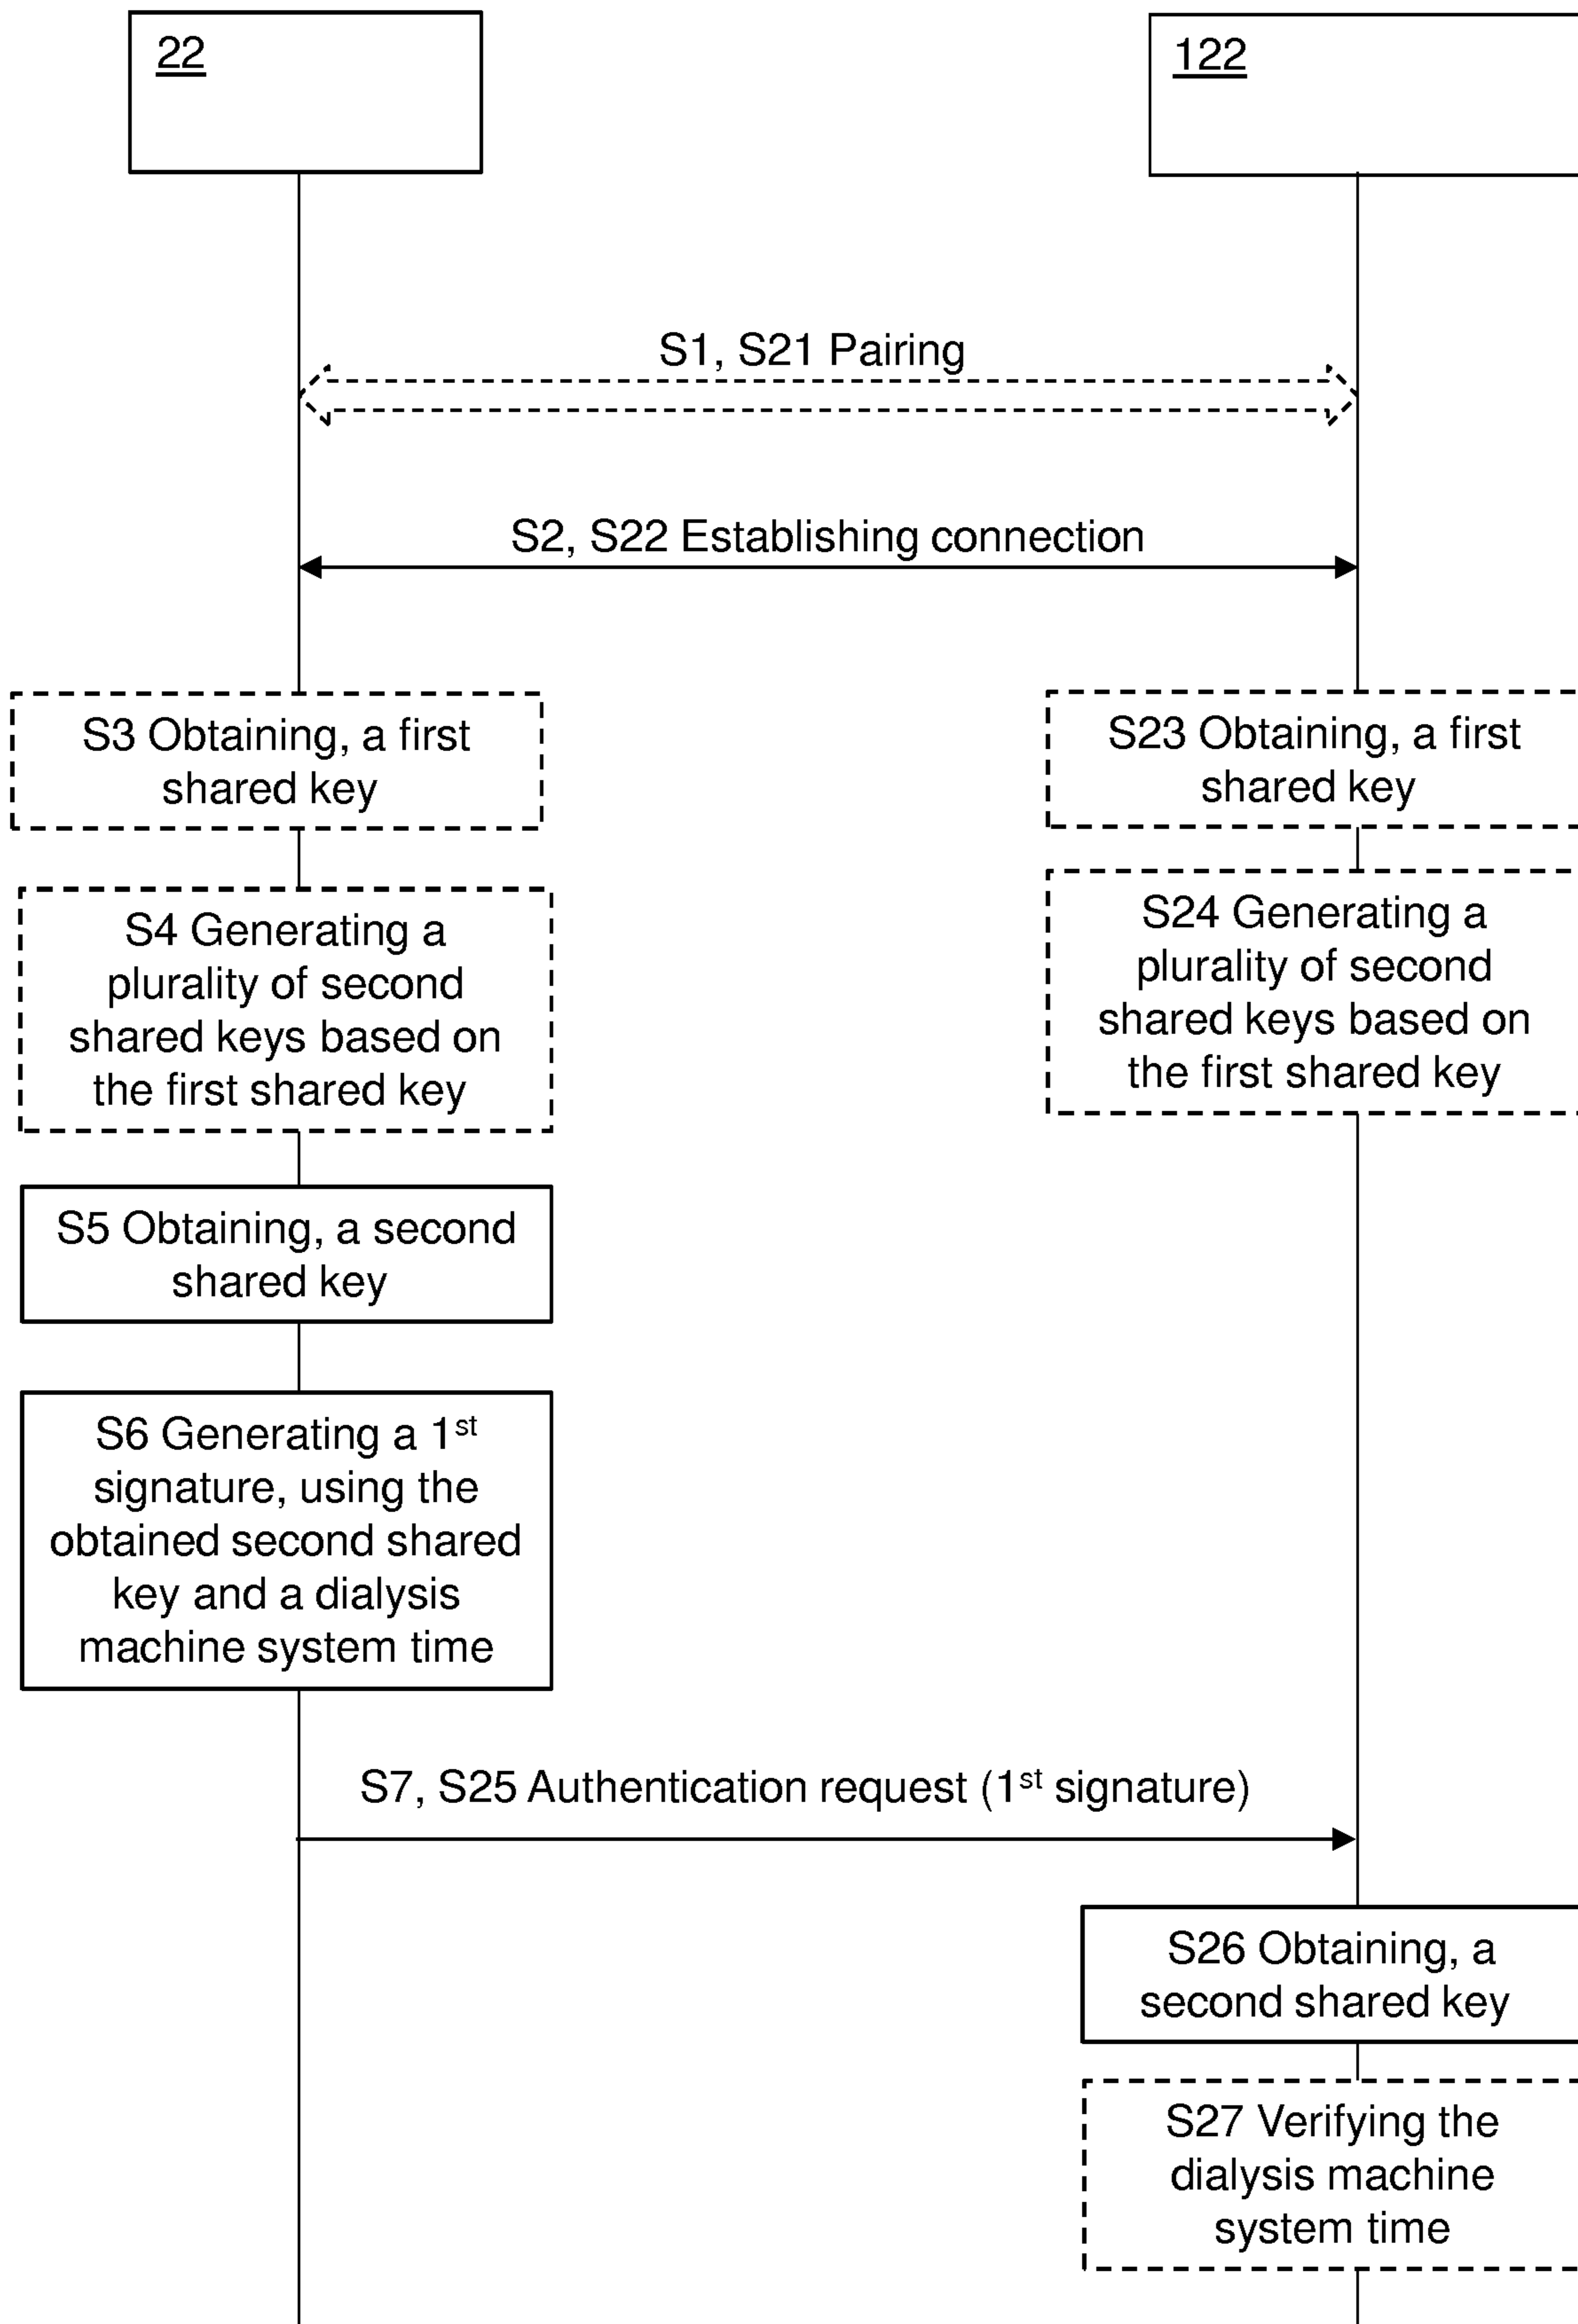 22
122
S1, S21 Pairing
S2, S22 Establishing connection
S3 Obtaining, a first
shared key
S23 Obtaining, a first
shared key
S4 Generating a
plurality of second
shared keys based on
the first shared key
S24 Generating a
plurality of second
shared keys based on
the first shared key
S5 Obtaining, a second
shared key
S6 Generating a 1st
signature, using the
obtained second shared
key and a dialysis
machine system time
S7, S25 Authentication request (1st signature)
S26 Obtaining, a
second shared key
S27 Verifying the
dialysis machine
system time